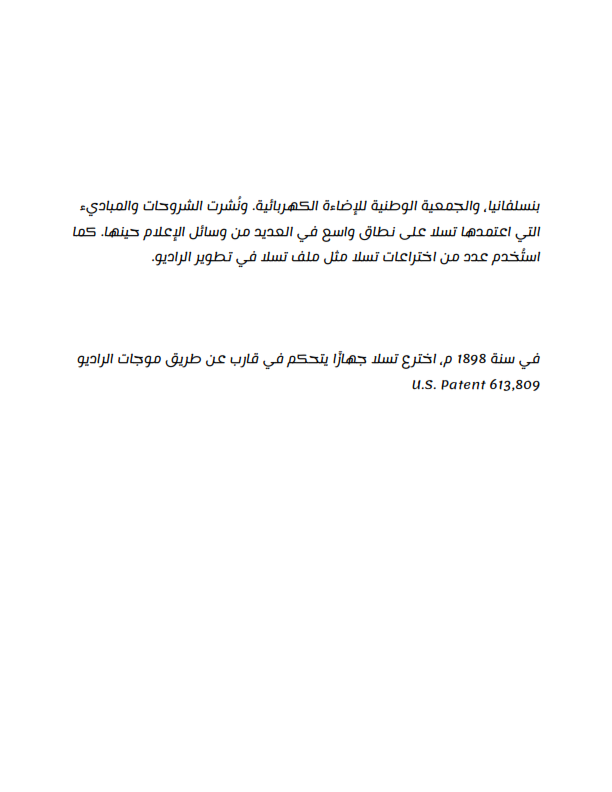 بنسلفانيا، والجمعية الوطنية للإضاءة الكهربائية. ونُشرت الشروحات والمباديء
التي اعتمدها تسلا على نطاق واسع في العديد من وسائل الإعلام حينها. كما
استُخدم عدد من اختراعات تسلا مثل ملف تسلا في تطوير الراديو.
في سنة 1898 م، اخترع تسلا جهازًا يتحكم في قارب عن طريق موجات الراديو
U.S. Patent 613,809